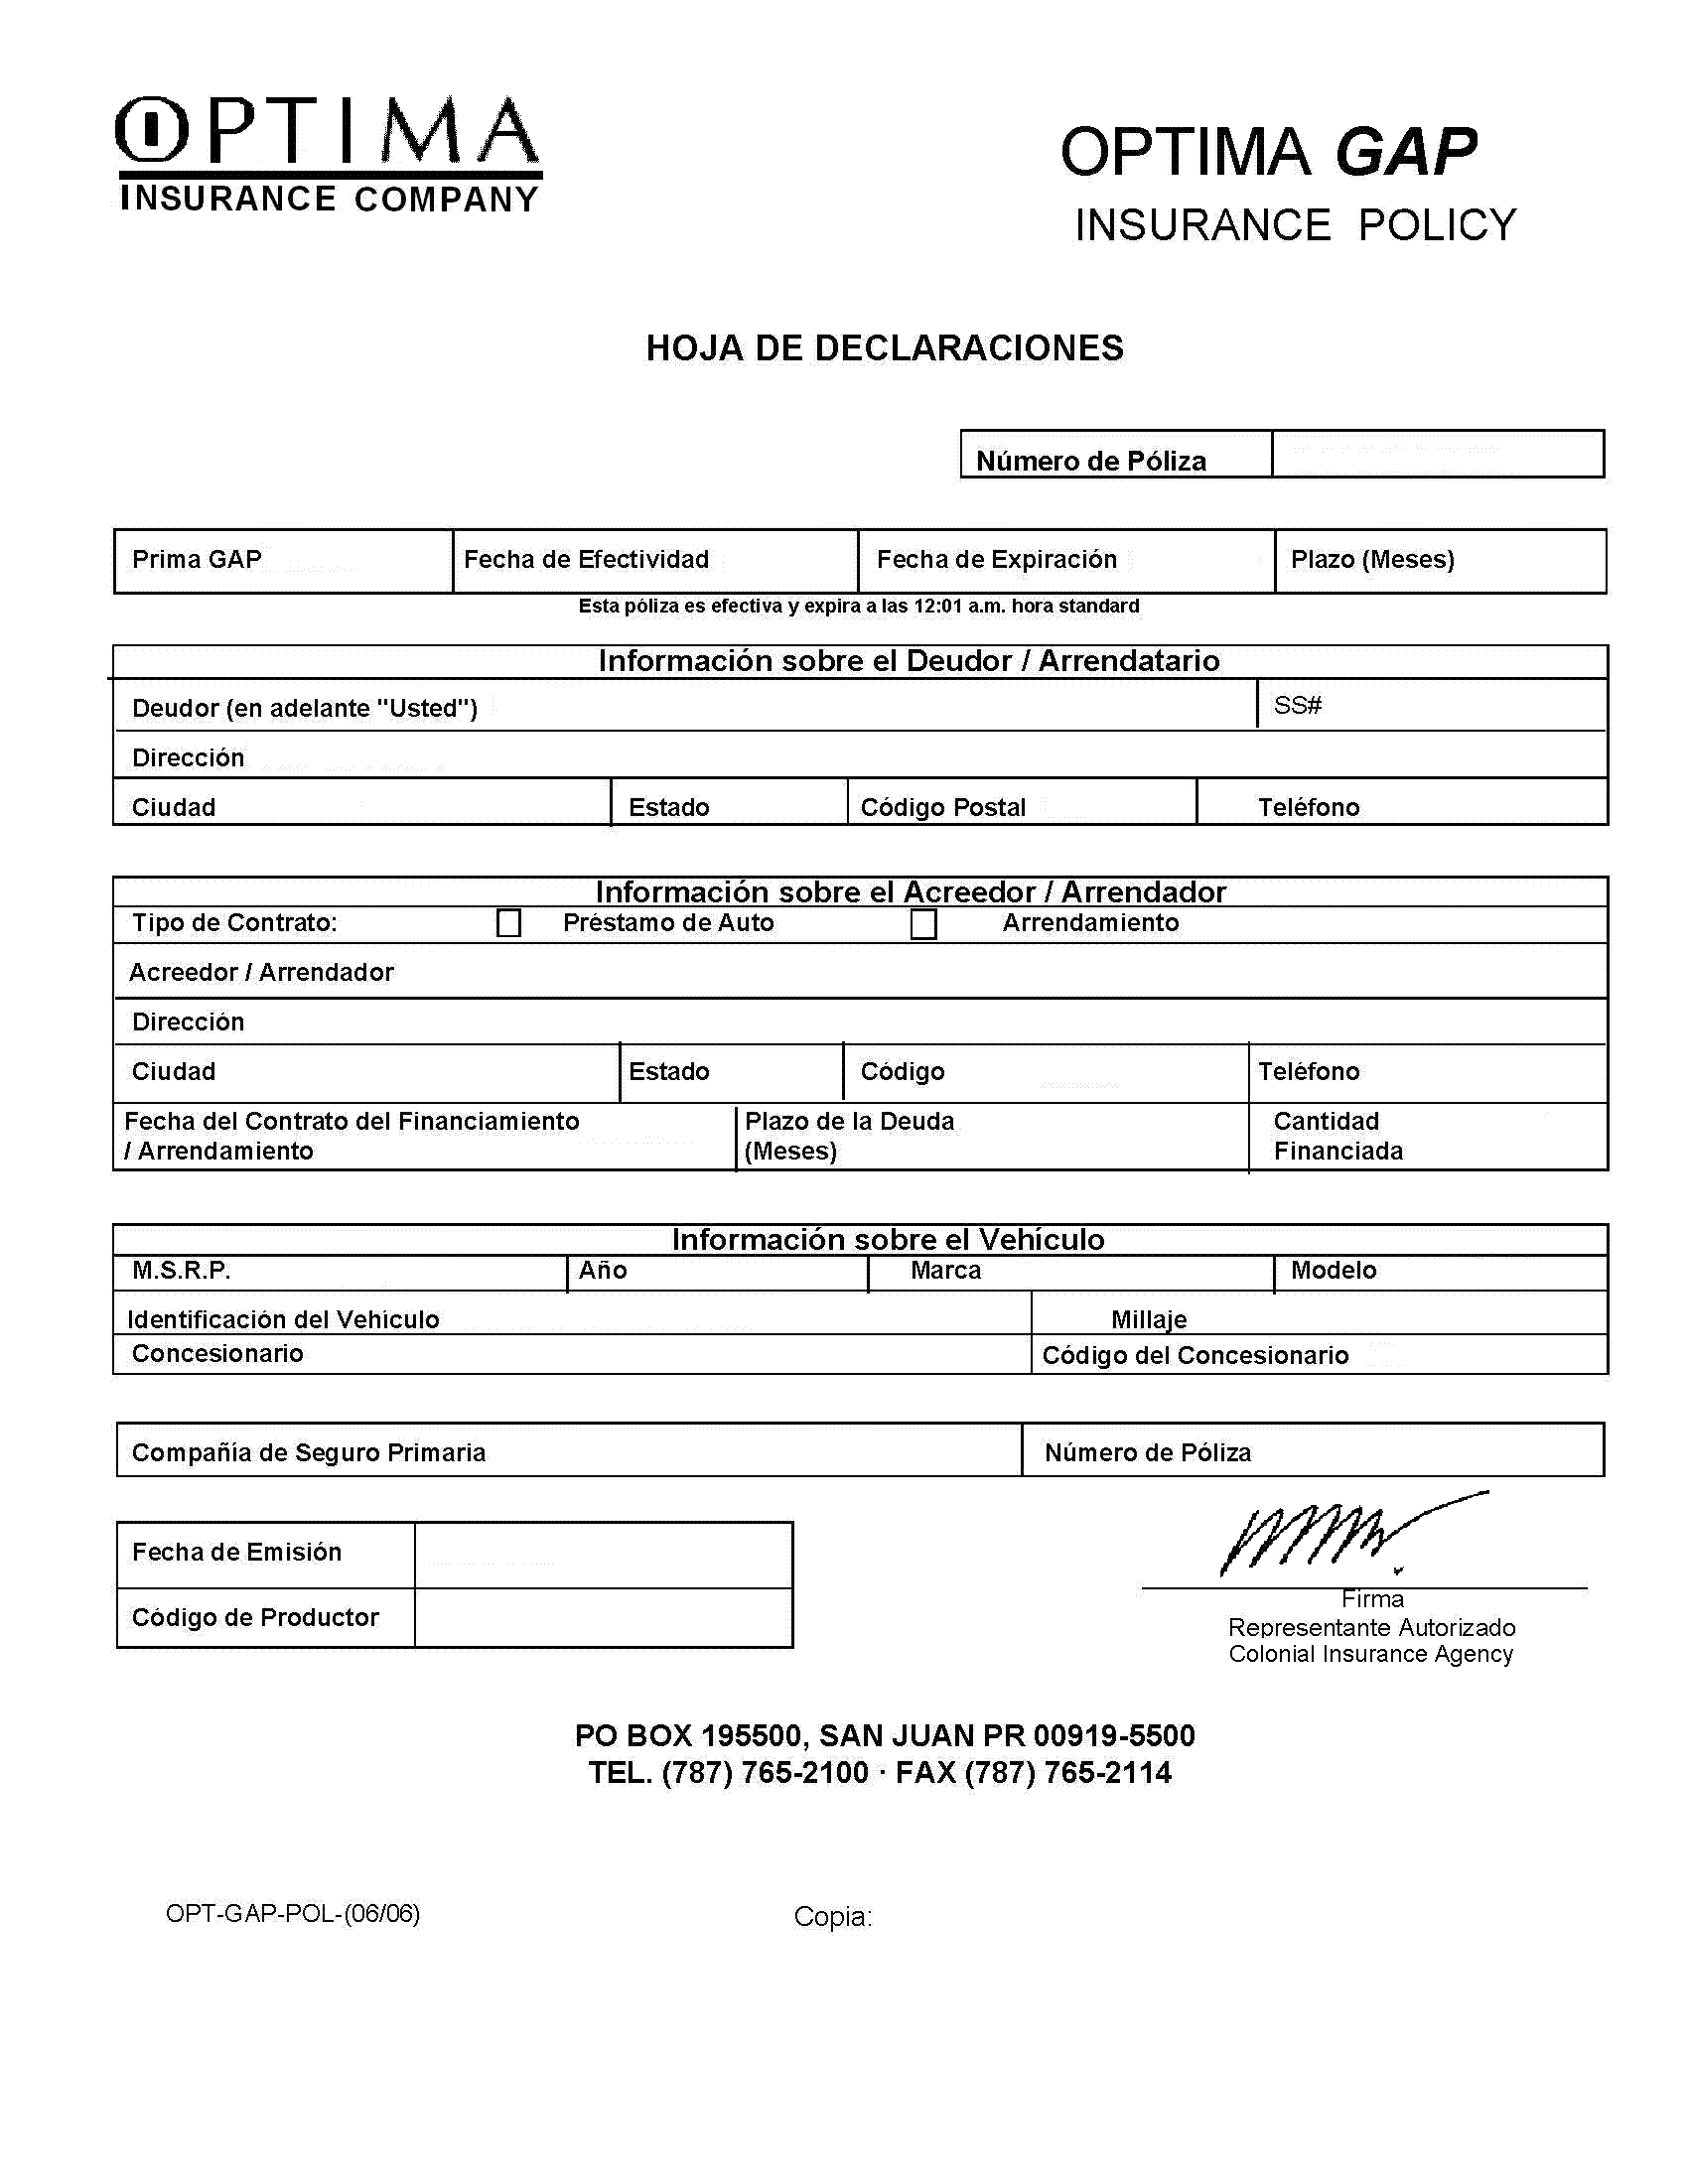 OPTIMA
INSURANCE COMPANY
OPTIMA GAP
INSURANCE POLICY
HOJA DE DECLARACIONES
Número de Póliza
Prima GAP Fecha de Efectividad Fecha de Expiración Plazo (Meses)
Esta póliza es efectiva y expira a las 12:01 a.m. hora standard
Información sobre el Deudor / Arrendatario
Deudor (en adelante "Usted") SS#
Dirección
Ciudad Estado Código Postal Teléfono
Información sobre el Acreedor / Arrendador
Tipo de Contrato: Préstamo de Auto Arrendamiento
Acreedor / Arrendador
Dirección
Ciudad Estado Código Teléfono
Fecha del Contrato del Financiamiento Plazo de la Deuda Cantidad
/ Arrendamiento (Meses) Financiada
Información sobre el Vehículo
M.S.R.P. Año Marca Modelo
Identificación del Vehículo Millaje
Concesionario Código del Concesionario
Compañía de Seguro Primaria Número de Póliza
Fecha de Emisión
Código de Productor
Firma
Representante Autorizado
Colonial Insurance Agency
PO BOX 195500, SAN JUAN PR 00919-5500
TEL. (787) 765-2100 · FAX (787) 765-2114
OPT-GAP-POL-(06/06) Copia: